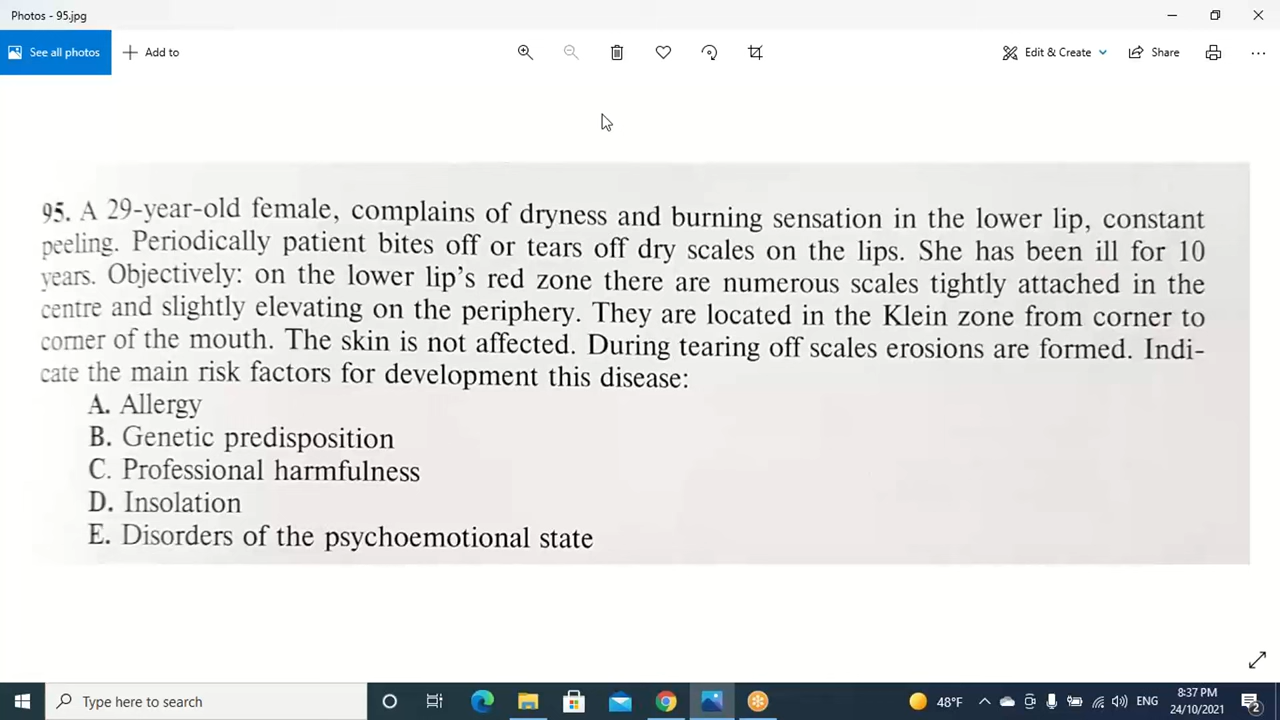 Photos - 95.jpg
See all photos
Add to
Edit & Create
Share
95. A 29-year-old female, complains of dryness and burning sensation in the lower lip, constant
peeling. Periodically patient bites off or tears off dry scales on the lips. She has been ill for 10
years. Objectively: on the lower lip's red zone there are numerous scales tightly attached in the
centre and slightly elevating on the periphery. They are located in the Klein zone from corner to
corner of the mouth. The skin is not affected. During tearing off scales erosions are formed. Indi-
cate the main risk factors for development this disease:
A. Allergy
B. Genetic predisposition
C. Professional harmfulness
D. Insolation
E. Disorders of the psychoemotional state
Type here to search
48°F
ENG
8:37 PM
24/10/2021
2